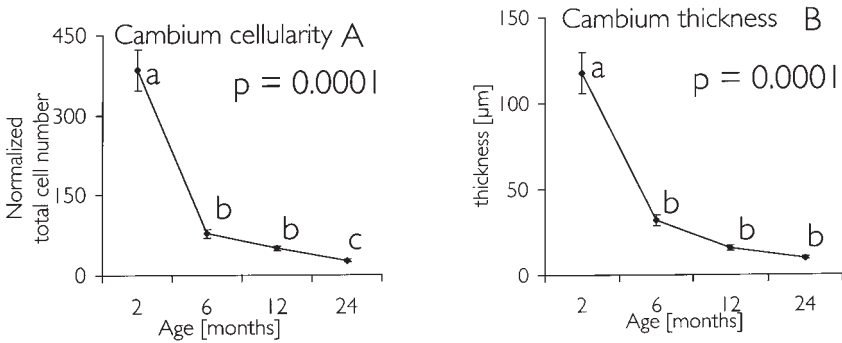 Cambium cellularity A
p = 0.0001
Normalized
total cell number
450
300
150
0
a
b
b
c
2 6 12 24
Age [months]
Cambium thickness B
p = 0.0001
thickness [µm]
150
100
50
0
a
b
b
b
2 6 12 24
Age [months]